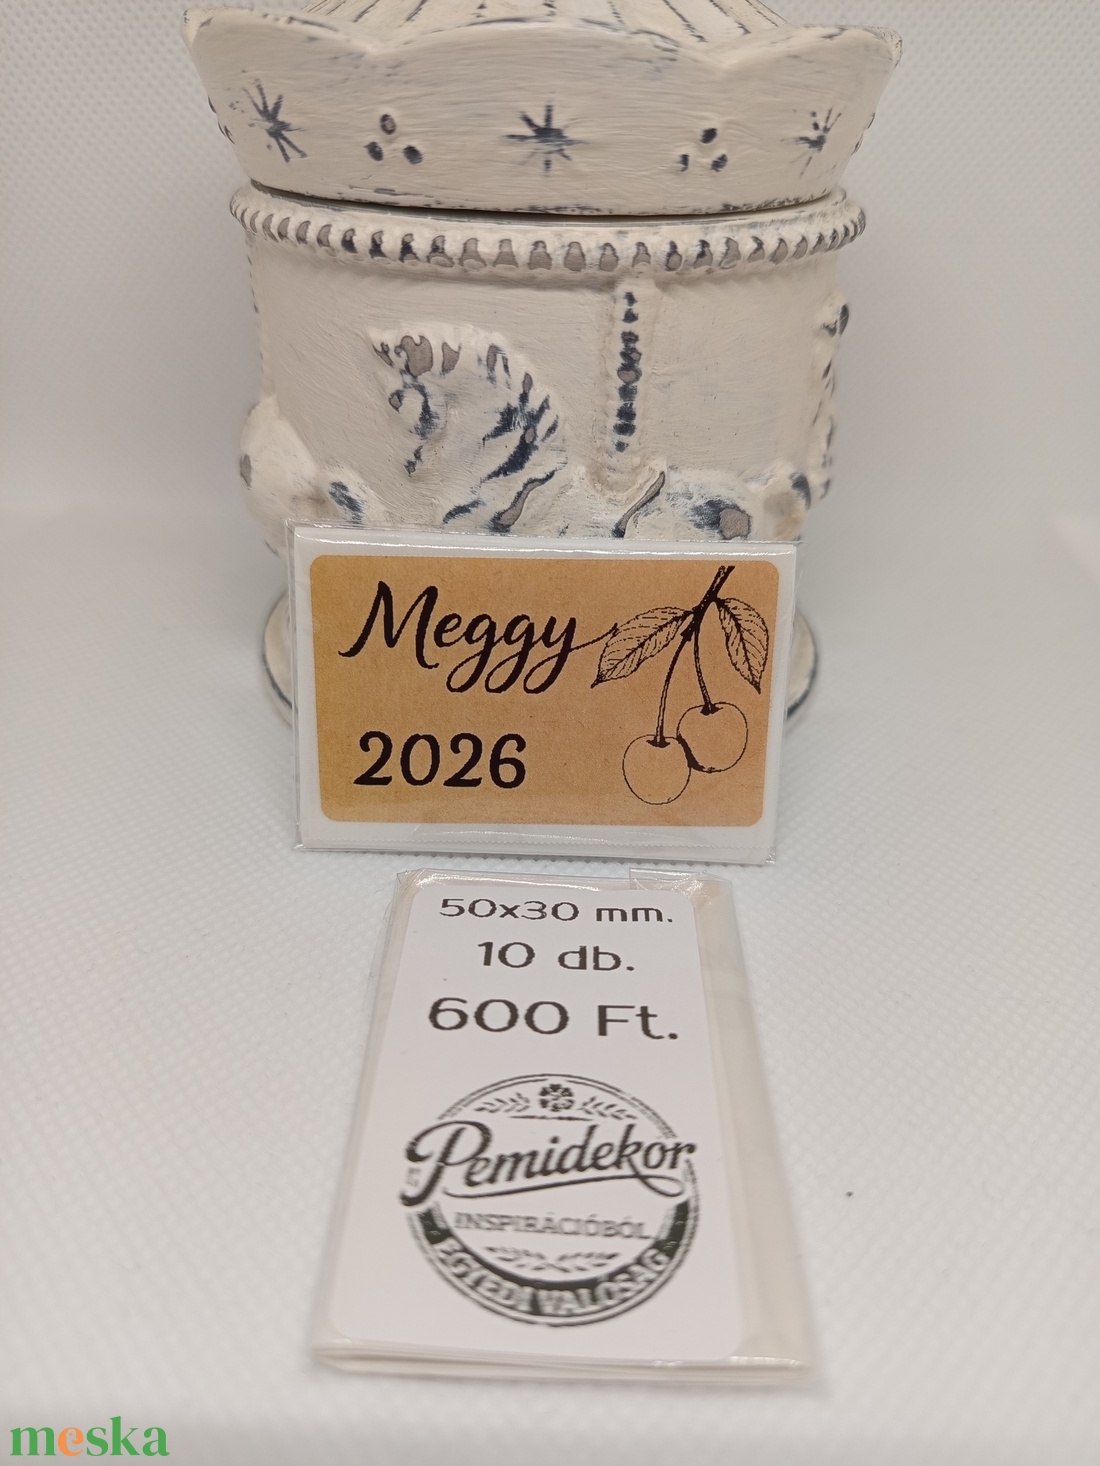 Meggy
2026
50x30 mm.
10 db.
600 Ft.
Pemidekor
INSPIRÁCIÓBÓL
EGYEDI VALÓSÁG
meska